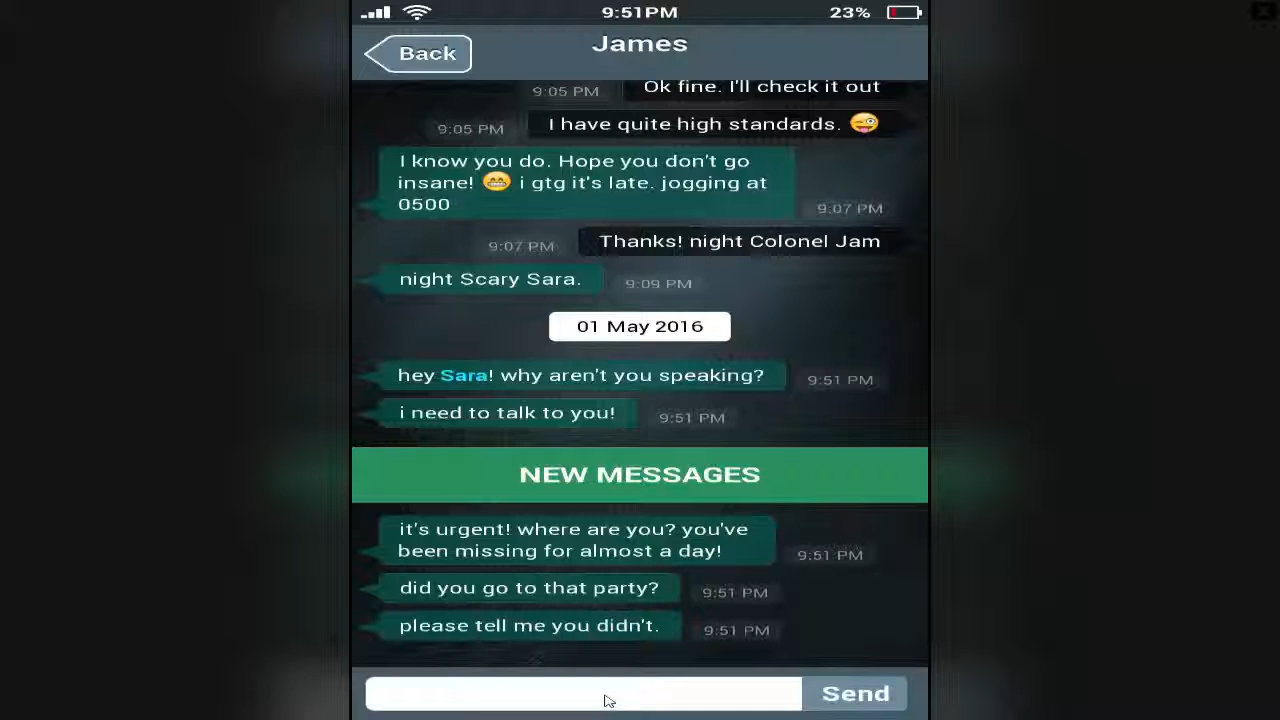 9:51PM
23%
Back
James
9:05 PM
Ok fine. I'll check it out
9:05 PM
I have quite high standards. 😜
I know you do. Hope you don't go
insane! 😁 i gtg it's late. jogging at
0500
9:07 PM
9:07 PM
Thanks! night Colonel Jam
night Scary Sara.
9:09 PM
01 May 2016
hey Sara! why aren't you speaking?
9:51 PM
i need to talk to you!
9:51 PM
NEW MESSAGES
it's urgent! where are you? you've
been missing for almost a day!
9:51 PM
did you go to that party?
9:51 PM
please tell me you didn't.
9:51 PM
Send